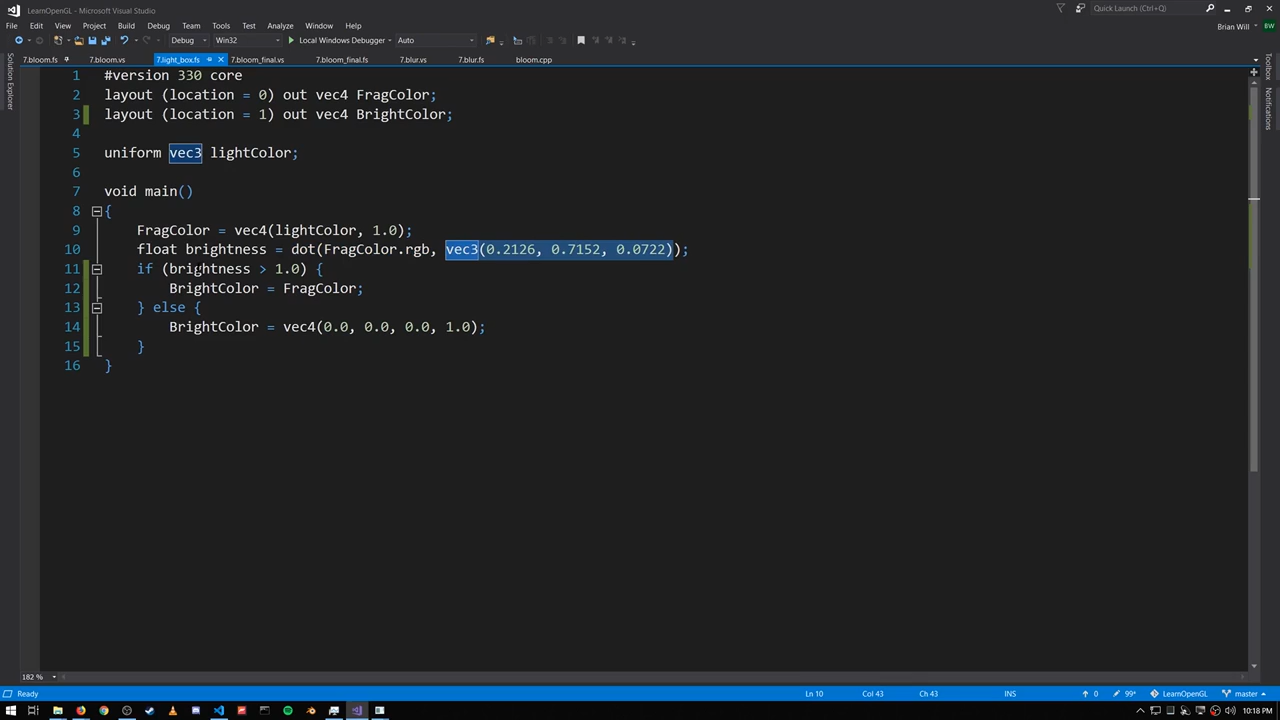 LearnOpenGL - Microsoft Visual Studio
Quick Launch (Ctrl+Q)
File Edit View Project Build Debug Team Tools Test Analyze Window Help
Brian Will BW
Debug Win32 Local Windows Debugger Auto
7.bloom.fs 7.bloom.vs 7.light_box.fs 7.bloom_final.vs 7.bloom_final.fs 7.blur.vs 7.blur.fs bloom.cpp
Solution Explorer
Toolbox
Notifications
1 #version 330 core
2 layout (location = 0) out vec4 FragColor;
3 layout (location = 1) out vec4 BrightColor;
4
5 uniform vec3 lightColor;
6
7 void main()
8 {
9 FragColor = vec4(lightColor, 1.0);
10 float brightness = dot(FragColor.rgb, vec3(0.2126, 0.7152, 0.0722));
11 if (brightness > 1.0) {
12 BrightColor = FragColor;
13 } else {
14 BrightColor = vec4(0.0, 0.0, 0.0, 1.0);
15 }
16 }
182 %
Ready Ln 10 Col 43 Ch 43 INS 0 99* LearnOpenGL master
10:18 PM